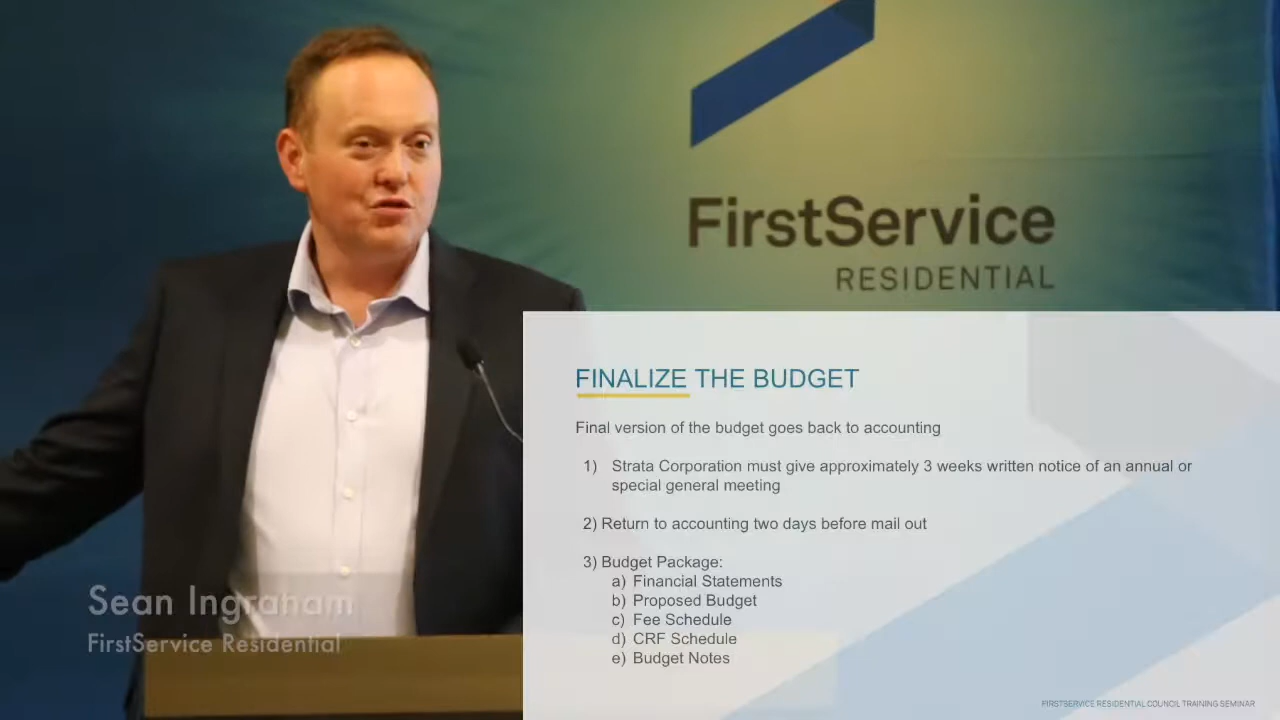 FirstService
RESIDENTIAL
FINALIZE THE BUDGET
Final version of the budget goes back to accounting
1) Strata Corporation must give approximately 3 weeks written notice of an annual or
special general meeting
2) Return to accounting two days before mail out
3) Budget Package:
a) Financial Statements
b) Proposed Budget
c) Fee Schedule
d) CRF Schedule
e) Budget Notes
Sean Ingraham
FirstService Residential
FIRSTSERVICE RESIDENTIAL COUNCIL TRAINING SEMINAR